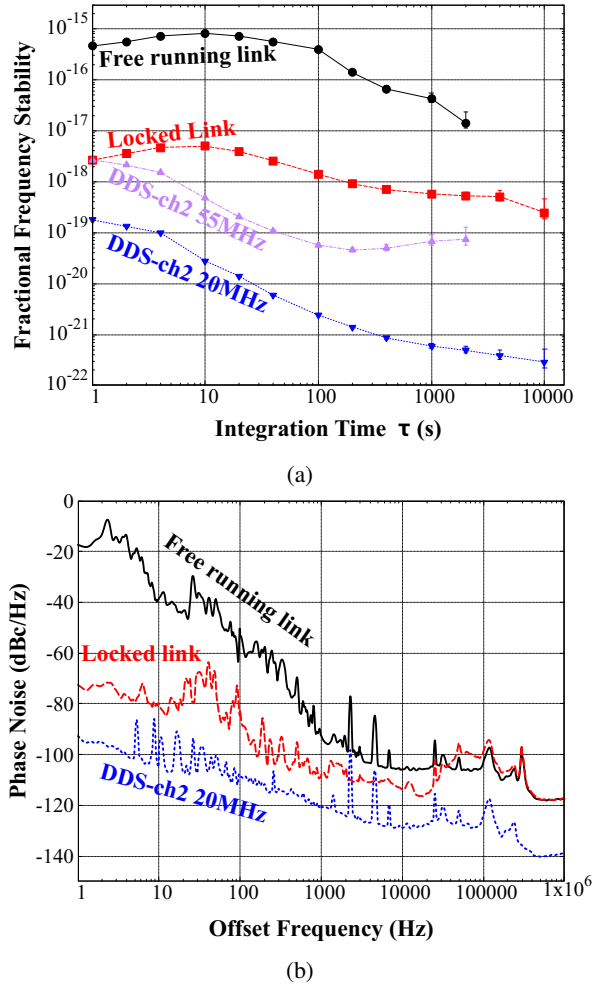 10⁻¹⁵
10⁻¹⁶
10⁻¹⁷
10⁻¹⁸
10⁻¹⁹
10⁻²⁰
10⁻²¹
10⁻²²
Fractional Frequency Stability
Free running link
Locked Link
DDS-ch2 55MHz
DDS-ch2 20MHz
1 10 100 1000 10000
Integration Time τ (s)
(a)
0
-20
-40
-60
-80
-100
-120
-140
Phase Noise (dBc/Hz)
Free running link
Locked link
DDS-ch2 20MHz
1 10 100 1000 10000 100000 1x10⁶
Offset Frequency (Hz)
(b)